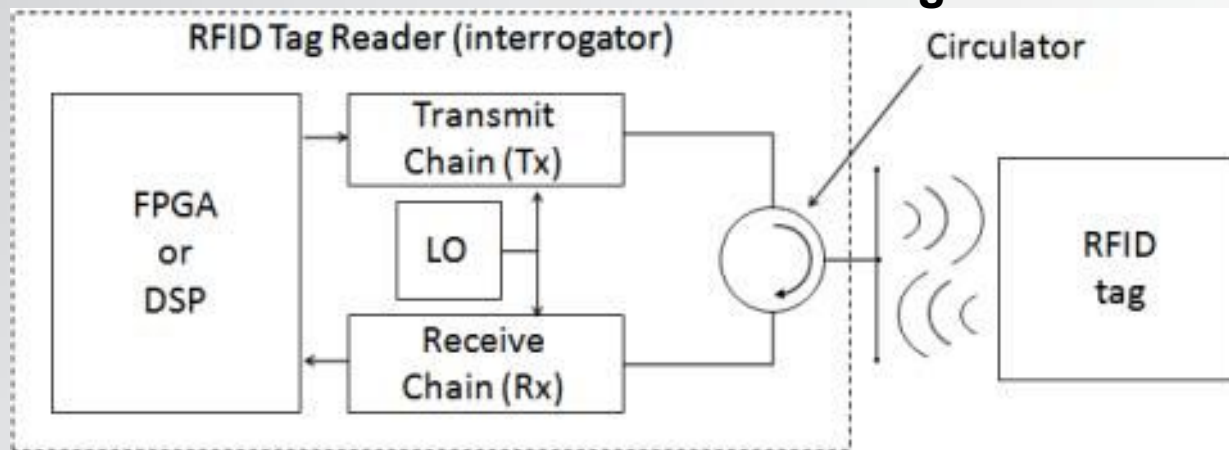 RFID Tag Reader (interrogator)
Circulator
Transmit
Chain (Tx)
FPGA
or
DSP
LO
RFID
tag
Receive
Chain (Rx)